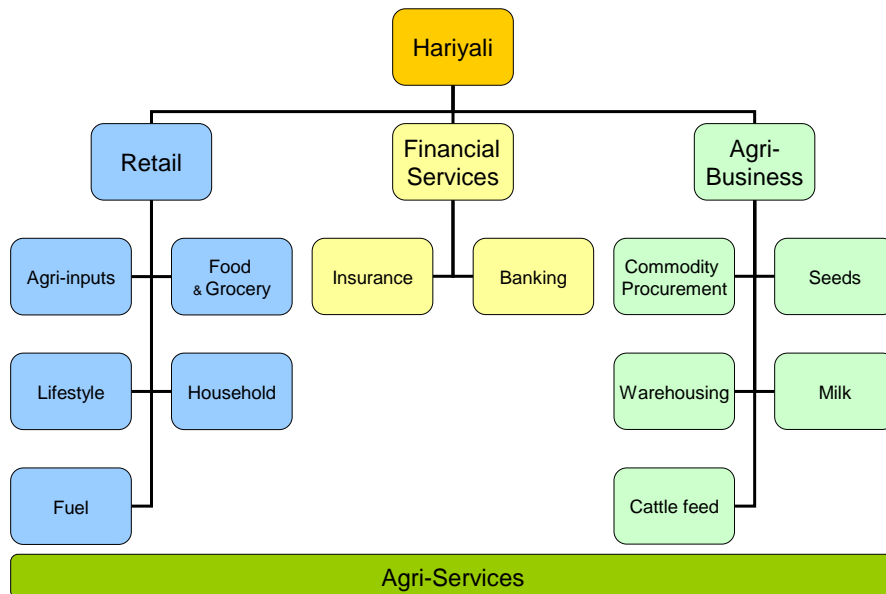 Hariyali
Retail
Financial
Services
Agri-
Business
Agri-inputs
Food
& Grocery
Insurance
Banking
Commodity
Procurement
Seeds
Lifestyle
Household
Warehousing
Milk
Fuel
Cattle feed
Agri-Services